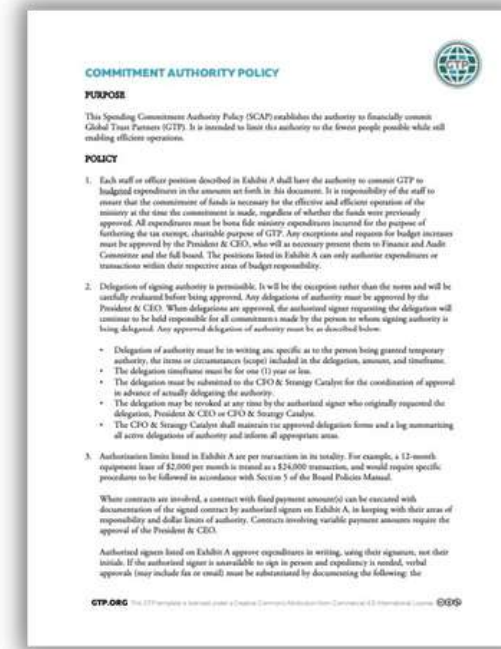 COMMITMENT AUTHORITY POLICY
GTP
PURPOSE
This Spending Commitment Authority Policy (SCAP) establishes the authority to financially commit
Global Trust Partners (GTP). It is intended to limit this authority to the fewest people possible while still
enabling efficient operations.
POLICY
1. Each staff or officer position described in Exhibit A shall have the authority to commit GTP to
budgeted expenditures in the amounts set forth in this document. It is responsibility of the staff to
ensure that the commitment of funds is necessary for the effective and efficient operation of the
ministry at the time the commitment is made, regardless of whether the funds were previously
approved. All expenditures must be bona fide ministry expenditures incurred for the purpose of
furthering the tax exempt, charitable purpose of GTP. Any exceptions and requests for budget increases
must be approved by the President & CEO, who will as necessary present them to Finance and Audit
Committee and the full board. The positions listed in Exhibit A can only authorize expenditures or
transactions within their respective areas of budget responsibility.
2. Delegation of signing authority is permissible. It will be the exception rather than the norm and will be
carefully evaluated before being approved. Any delegations of authority must be approved by the
President & CEO. When delegations are approved, the authorized signer requesting the delegation will
continue to be held responsible for all commitments made by the person to whom signing authority is
being delegated. Any approved delegation of authority must be as described below.
• Delegation of authority must be in writing and specific as to the person being granted temporary
authority, the items or circumstances (scope) included in the delegation, amount, and timeframe.
• The delegation timeframe must be for one (1) year or less.
• The delegation must be submitted to the CFO & Strategy Catalyst for the coordination of approval
in advance of actually delegating the authority.
• The delegation may be revoked at any time by the authorized signer who originally requested the
delegation, President & CEO or CFO & Strategy Catalyst.
• The CFO & Strategy Catalyst shall maintain the approved delegation forms and a log summarizing
all active delegations of authority and inform all appropriate areas.
3. Authorization limits listed in Exhibit A are per transaction in its totality. For example, a 12-month
equipment lease of $2,000 per month is treated as a $24,000 transaction, and would require specific
procedures to be followed in accordance with Section 5 of the Board Policies Manual.
Where contracts are involved, a contract with fixed payment amount(s) can be executed with
documentation of the signed contract by authorized signers on Exhibit A, in keeping with their areas of
responsibility and dollar limits of authority. Contracts involving variable payment amounts require the
approval of the President & CEO.
Authorized signers listed on Exhibit A approve expenditures in writing, using their signature, not their
initials. If the authorized signer is unavailable to sign in person and expediency is needed, verbal
approvals (may include fax or email) must be substantiated by documenting the following: the
GTP.ORG This GTP template is licensed under a Creative Commons Attribution-Non Commercial 4.0 International License